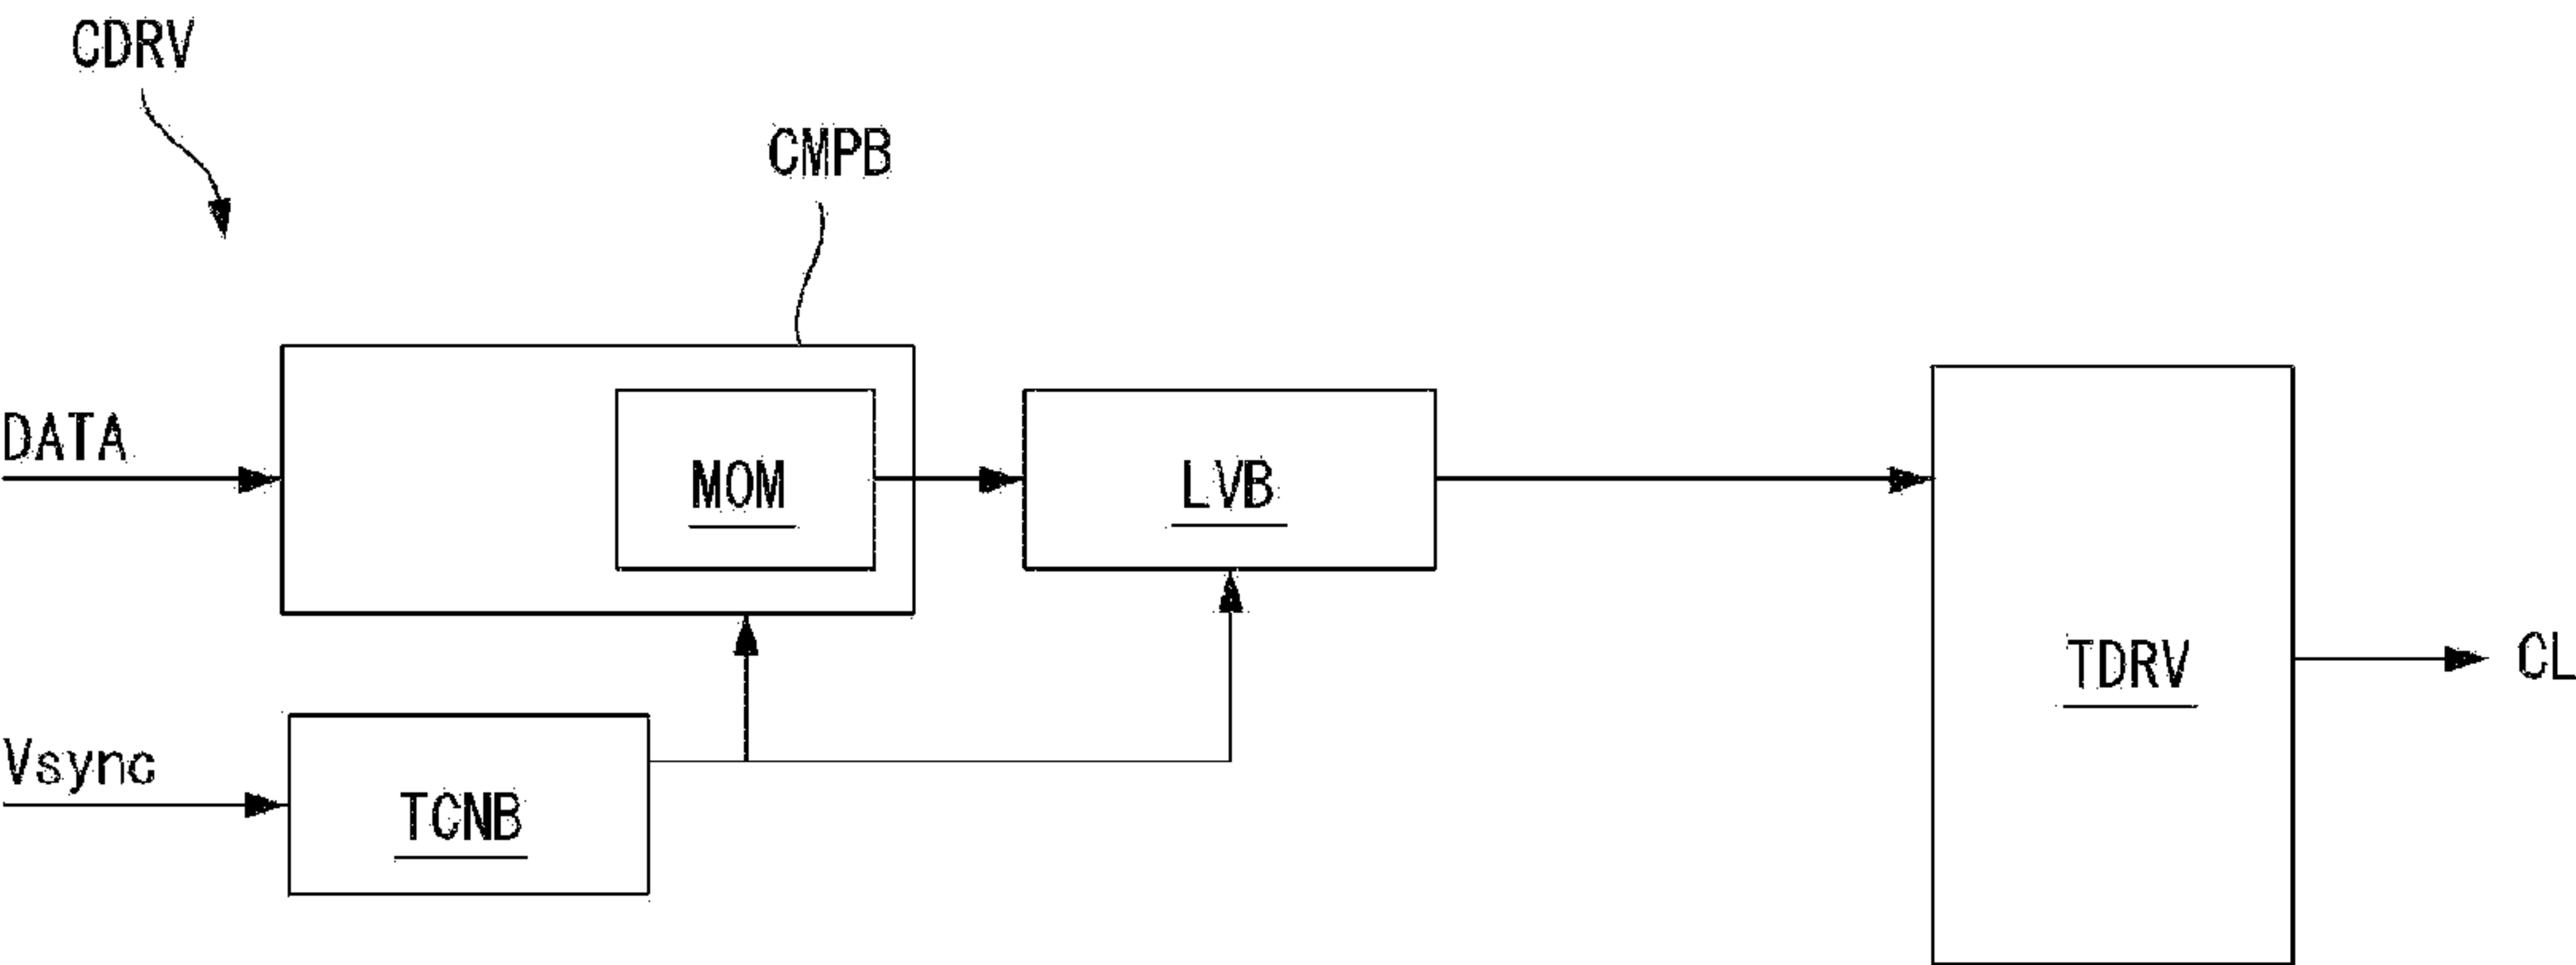 CDRV
CMPB
DATA
MOM
LVB
TDRV
CL
Vsync
TCNB